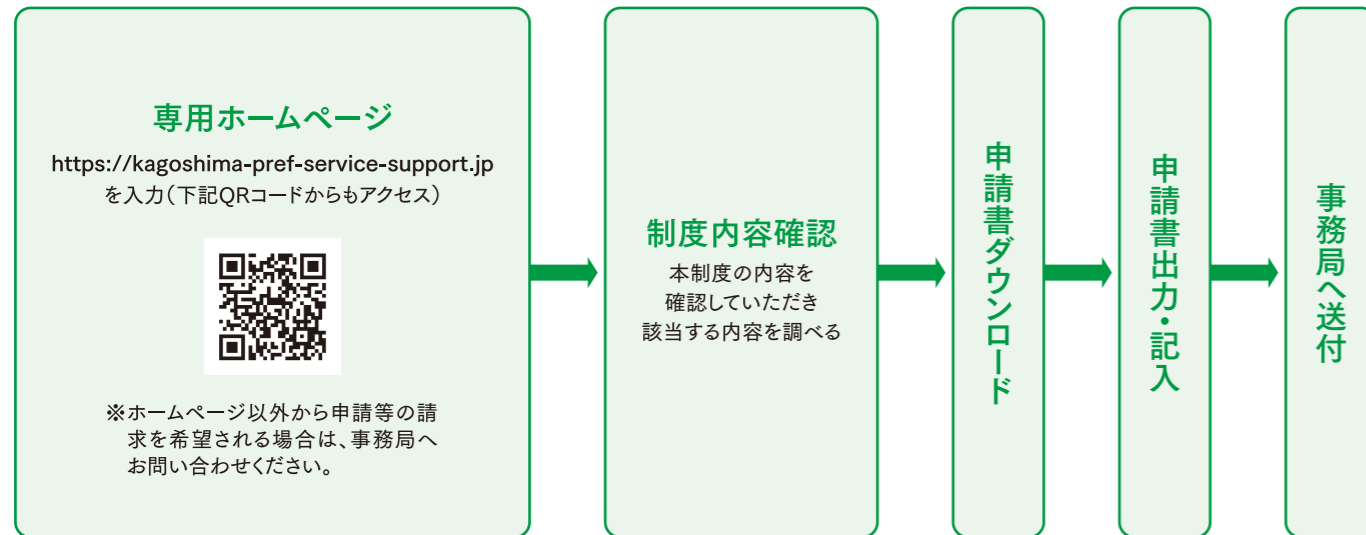 専用ホームページ
https://kagoshima-pref-service-support.jp
を入力(下記QRコードからもアクセス)
※ホームページ以外から申請等の請
求を希望される場合は、事務局へ
お問い合わせください。
制度内容確認
本制度の内容を
確認していただき
該当する内容を調べる
申請書ダウンロード
申請書出力・記入
事務局へ送付